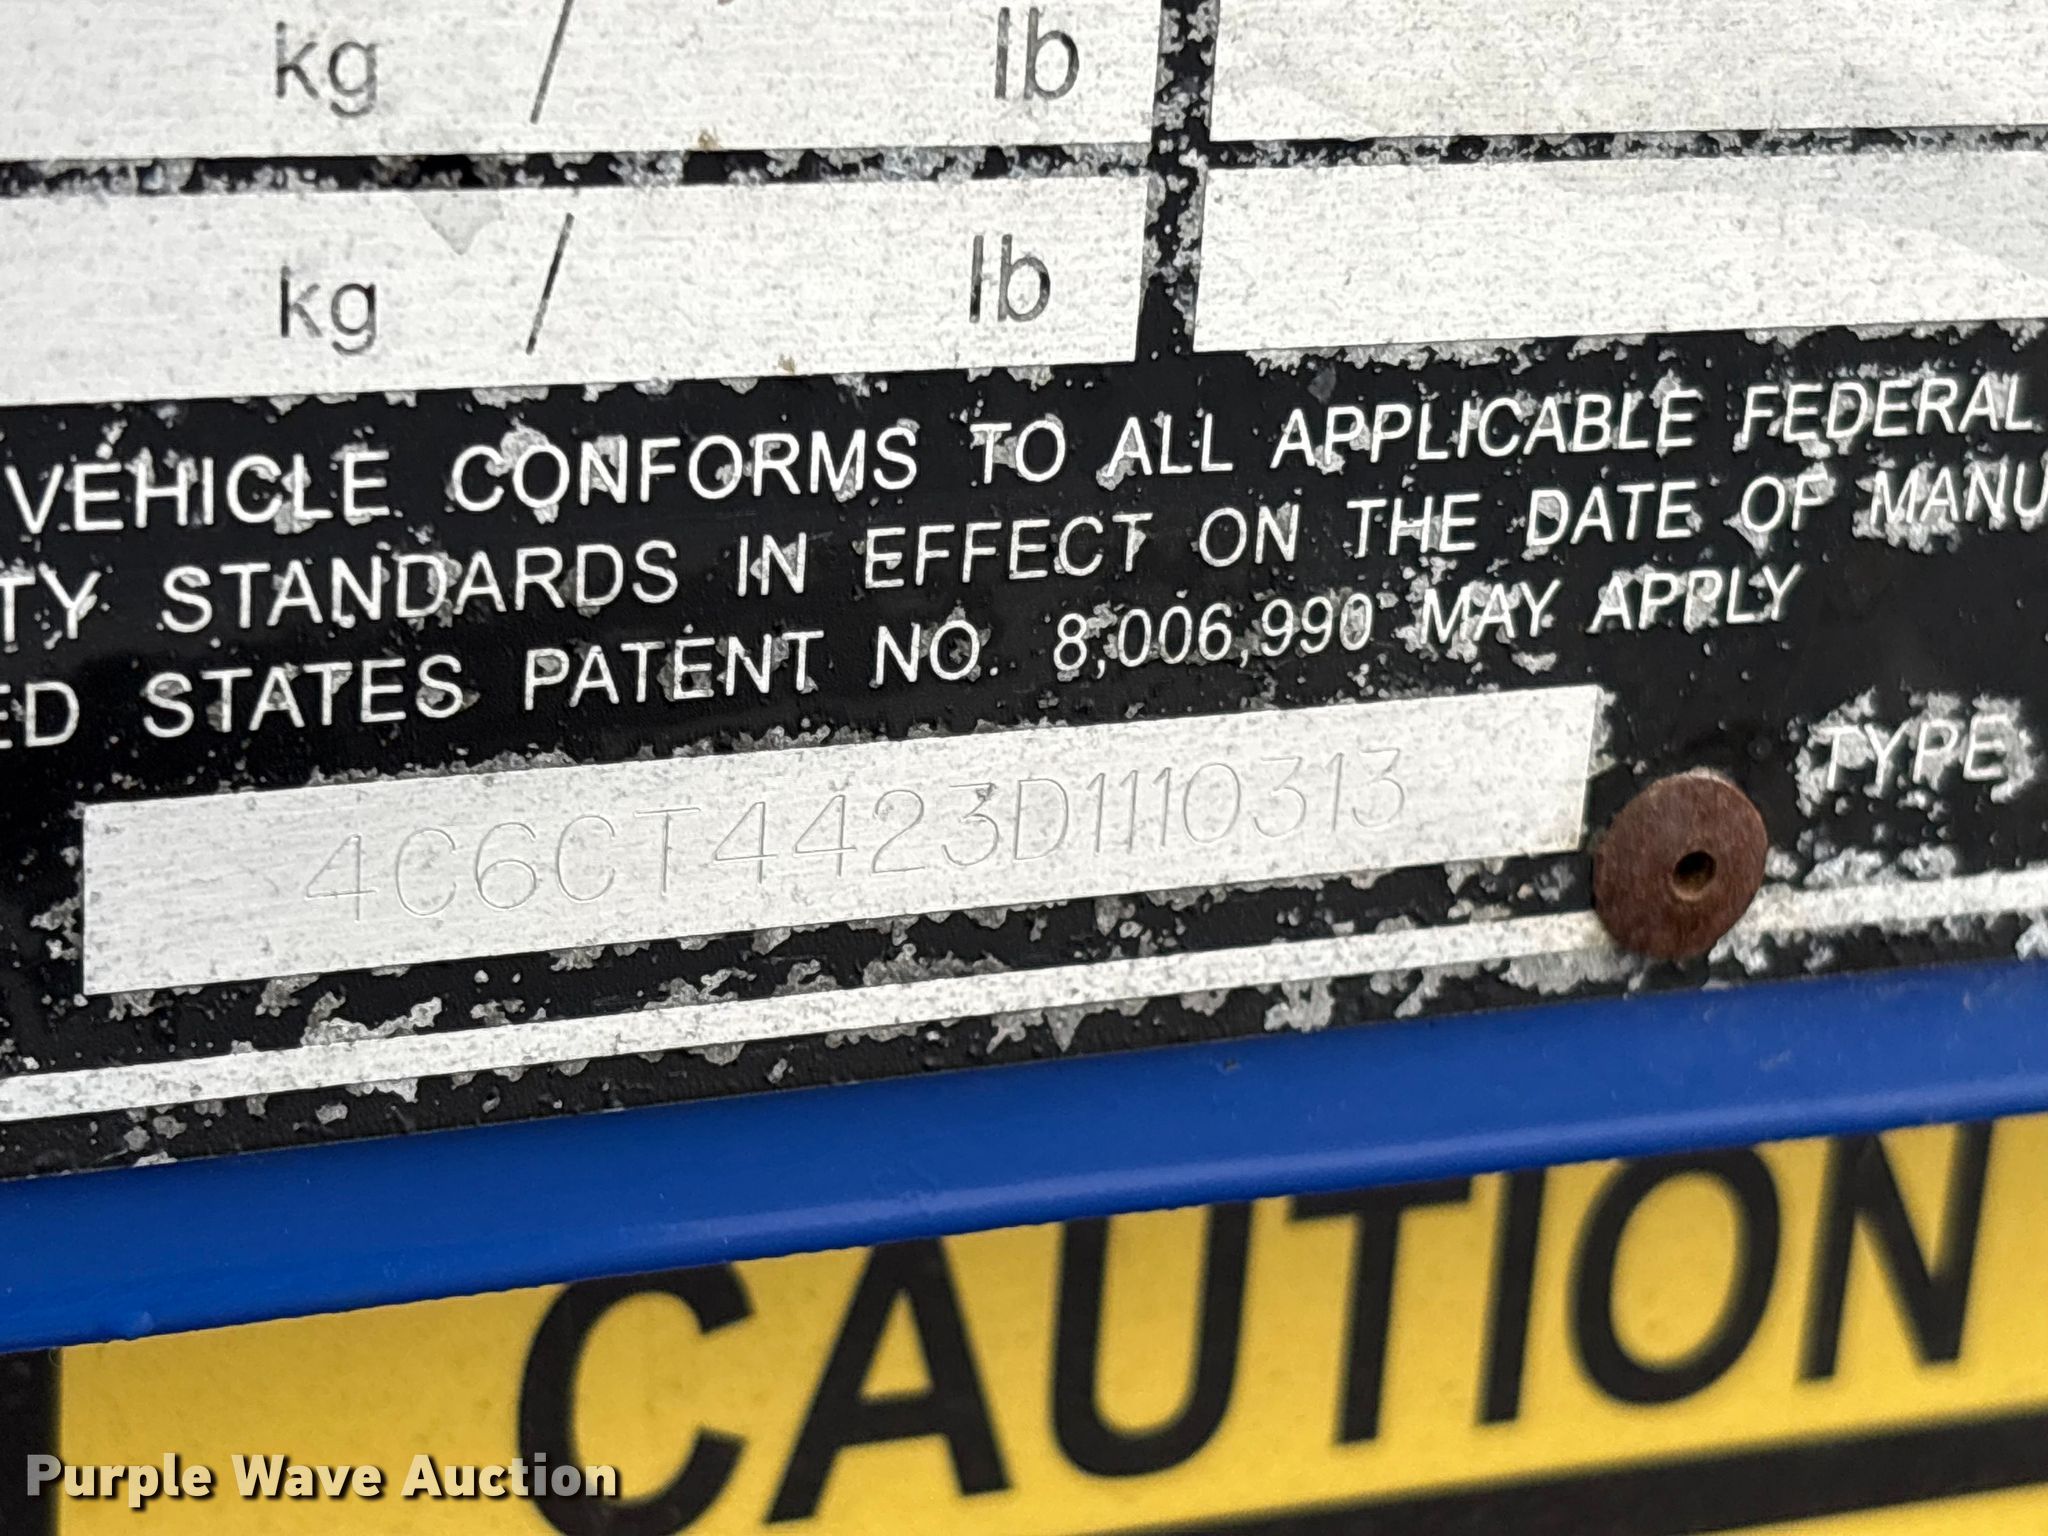 kg / lb
kg / lb
VEHICLE CONFORMS TO ALL APPLICABLE FEDERAL
TY STANDARDS IN EFFECT ON THE DATE OF MANU
ED STATES PATENT NO. 8,006,990 MAY APPLY
4C6CT4423D1110313 TYPE
CAUTION
Purple Wave Auction